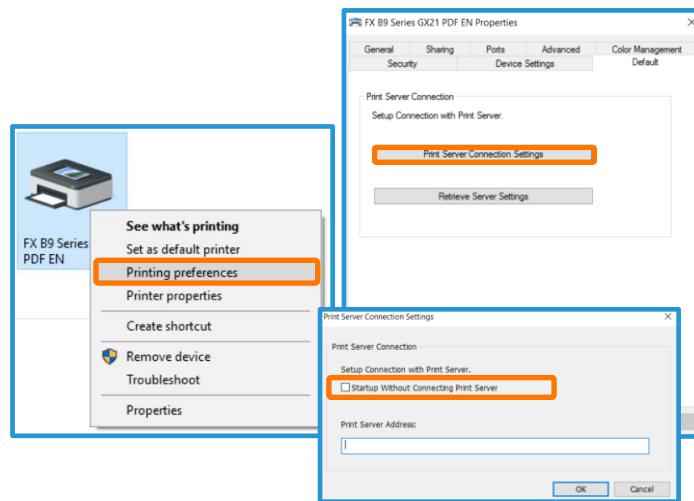 FX B9 Series GX21 PDF EN Properties
General Sharing Ports Advanced Color Management
Security Device Settings Default
Print Server Connection
Setup Connection with Print Server.
Print Server Connection Settings
Retrieve Server Settings
FX B9 Series
PDF EN
See what's printing
Set as default printer
Printing preferences
Printer properties
Create shortcut
Remove device
Troubleshoot
Properties
Print Server Connection Settings
Print Server Connection
Setup Connection with Print Server.
Startup Without Connecting Print Server
Print Server Address:
OK Cancel